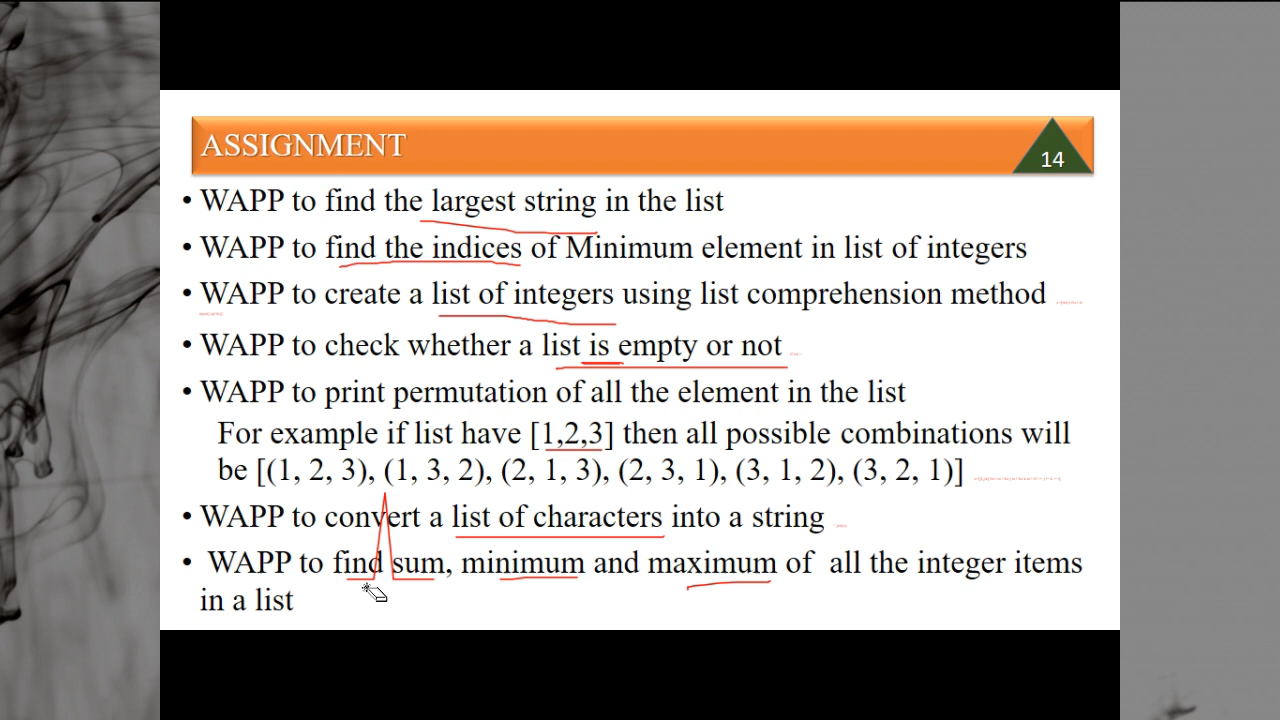 ASSIGNMENT
14
• WAPP to find the largest string in the list
• WAPP to find the indices of Minimum element in list of integers
• WAPP to create a list of integers using list comprehension method
• WAPP to check whether a list is empty or not
• WAPP to print permutation of all the element in the list
For example if list have [1,2,3] then all possible combinations will
be [(1, 2, 3), (1, 3, 2), (2, 1, 3), (2, 3, 1), (3, 1, 2), (3, 2, 1)]
• WAPP to convert a list of characters into a string
• WAPP to find sum, minimum and maximum of all the integer items
in a list